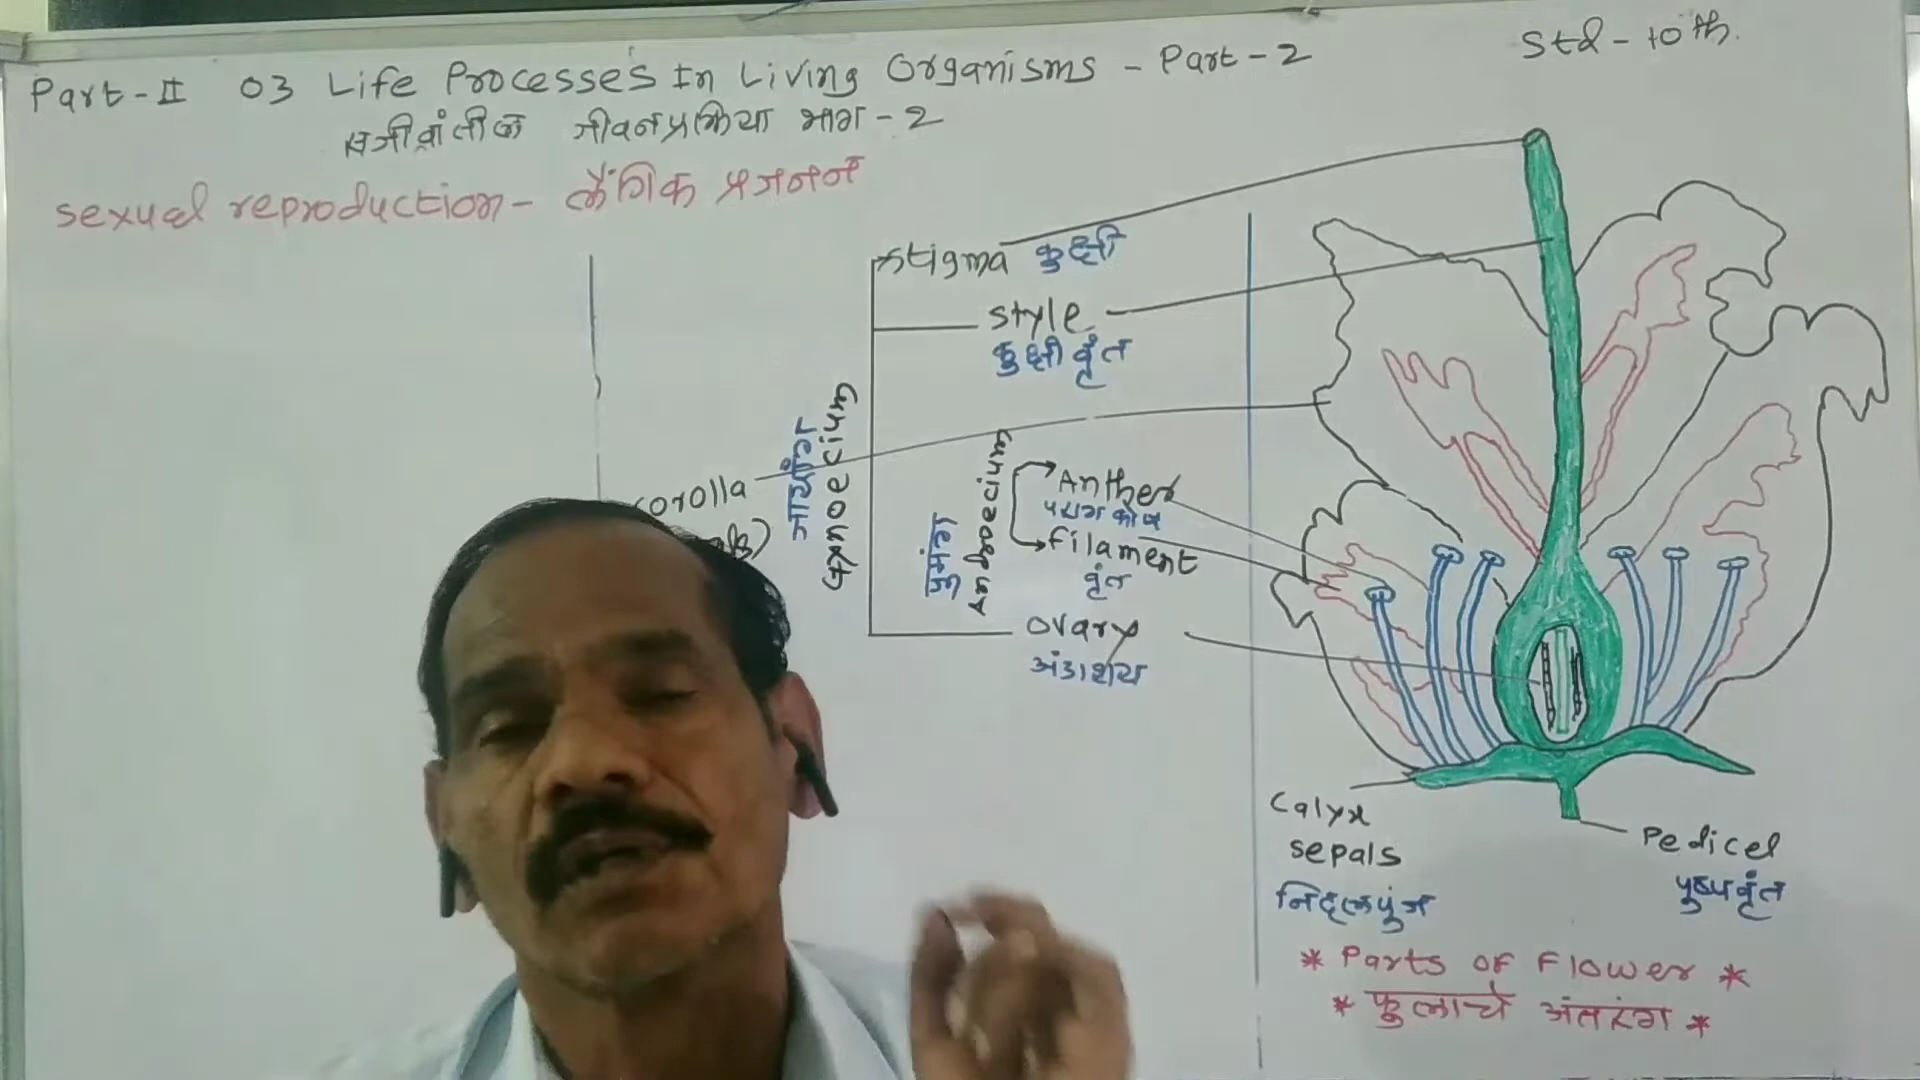 Part-II 03 Life Processes In Living Organisms - Part-2
Std-10th.
सजीवांतील जीवनप्रक्रिया भाग-2
sexual reproduction- लैंगिक प्रजनन
stigma कुक्षी
style
कुक्षी वृंत
corolla
जायांग
Gynoecium
पुमंग
Androecium
Anther
पराग कोष
Filament
वृंत
ovary
अंडाशय
Calyx
sepals
निदलपुंज
Pedicel
पुष्पवृंत
* Parts of Flower *
* फुलाचे अंतरंग *